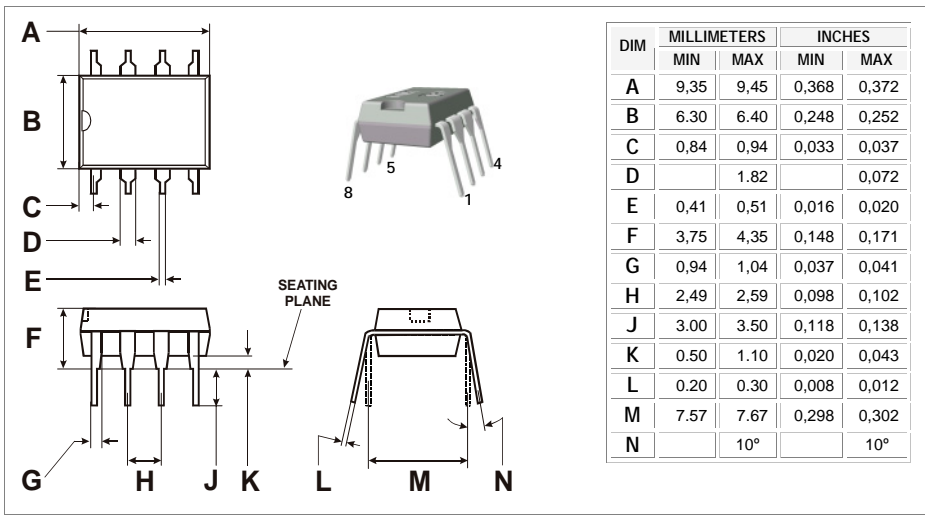 A
B
C
D
E
8
5
4
1
F
SEATING
PLANE
G
H
J
K
L
M
N
DIM MILLIMETERS INCHES
MIN MAX MIN MAX
A 9,35 9,45 0,368 0,372
B 6.30 6.40 0,248 0,252
C 0,84 0,94 0,033 0,037
D 1.82 0,072
E 0,41 0,51 0,016 0,020
F 3,75 4,35 0,148 0,171
G 0,94 1,04 0,037 0,041
H 2,49 2,59 0,098 0,102
J 3.00 3.50 0,118 0,138
K 0.50 1.10 0,020 0,043
L 0.20 0.30 0,008 0,012
M 7.57 7.67 0,298 0,302
N 10° 10°